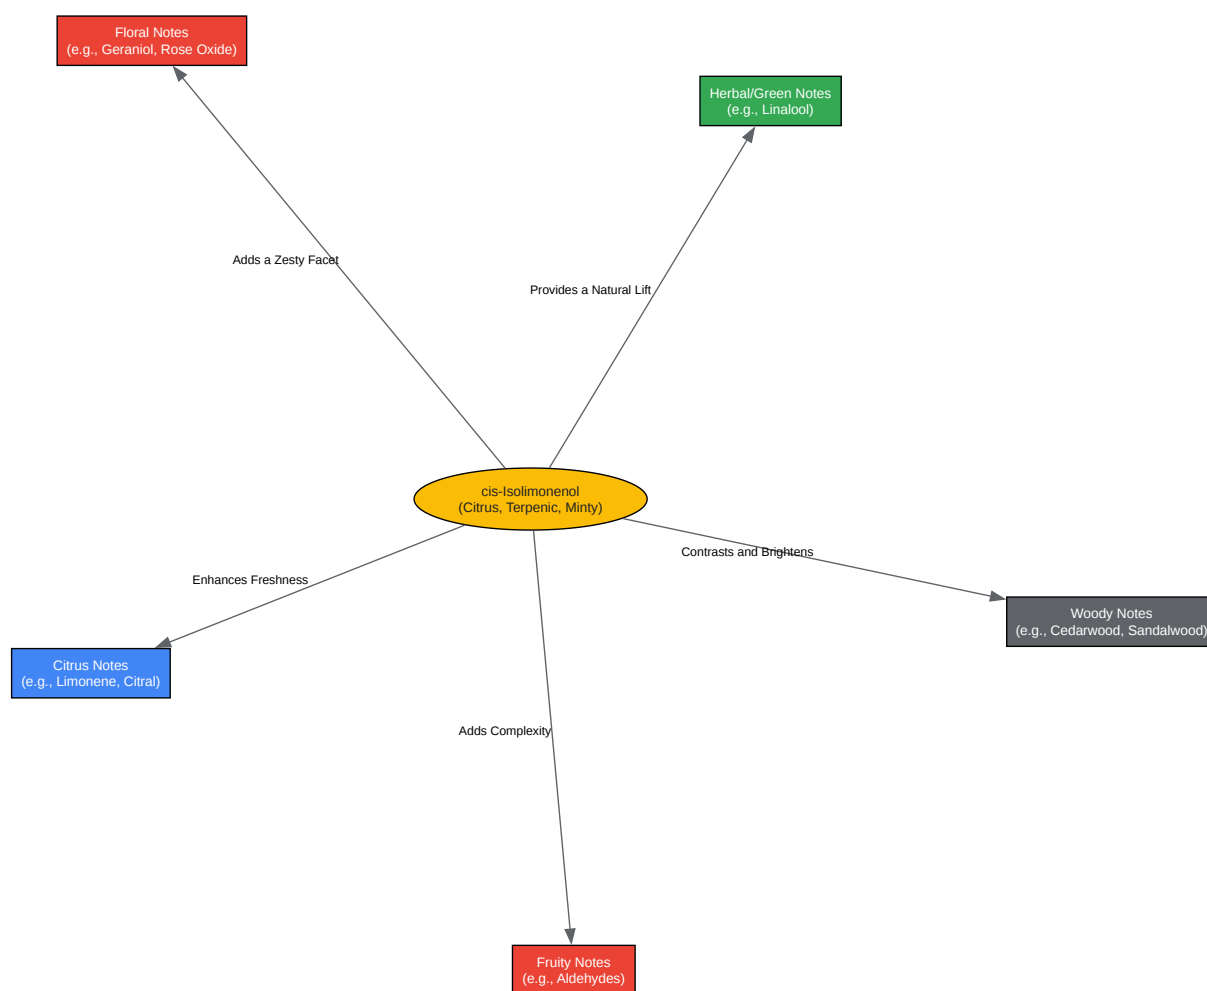 Floral Notes
(e.g., Geraniol, Rose Oxide)
Herbal/Green Notes
(e.g., Linalool)
Adds a Zesty Facet
Provides a Natural Lift
cis-Isolimonenol
(Citrus, Terpenic, Minty)
Contrasts and Brightens
Enhances Freshness
Woody Notes
(e.g., Cedarwood, Sandalwood)
Citrus Notes
(e.g., Limonene, Citral)
Adds Complexity
Fruity Notes
(e.g., Aldehydes)